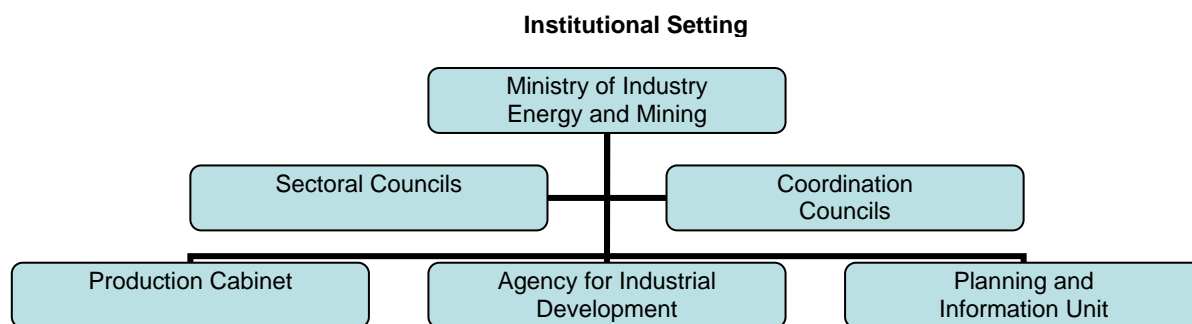 Institutional Setting
Ministry of Industry
Energy and Mining
Sectoral Councils
Coordination
Councils
Production Cabinet
Agency for Industrial
Development
Planning and
Information Unit